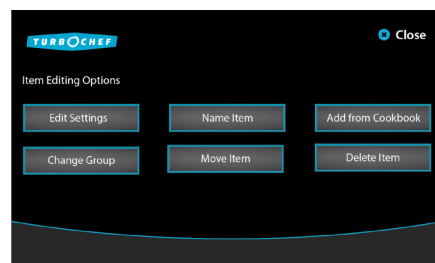 TURBOCHEF
Close
Item Editing Options
Edit Settings
Name Item
Add from Cookbook
Change Group
Move Item
Delete Item